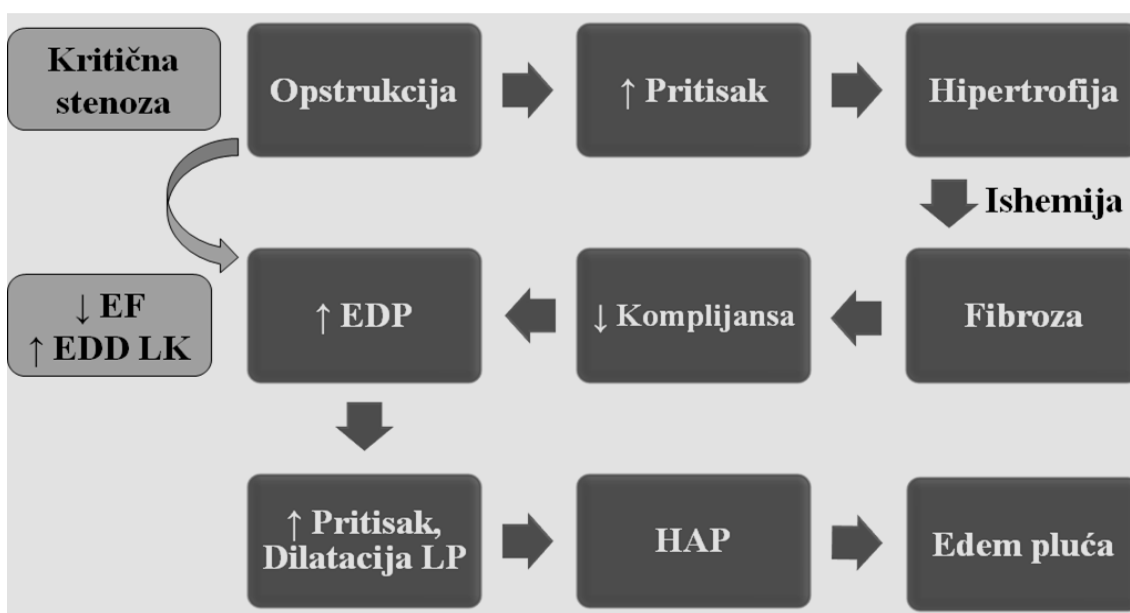 Kritična
stenoza
Opstrukcija
↑ Pritisak
Hipertrofija
Ishemija
↓ EF
↑ EDD LK
↑ EDP
↓ Komplijansa
Fibroza
↑ Pritisak,
Dilatacija LP
HAP
Edem pluća